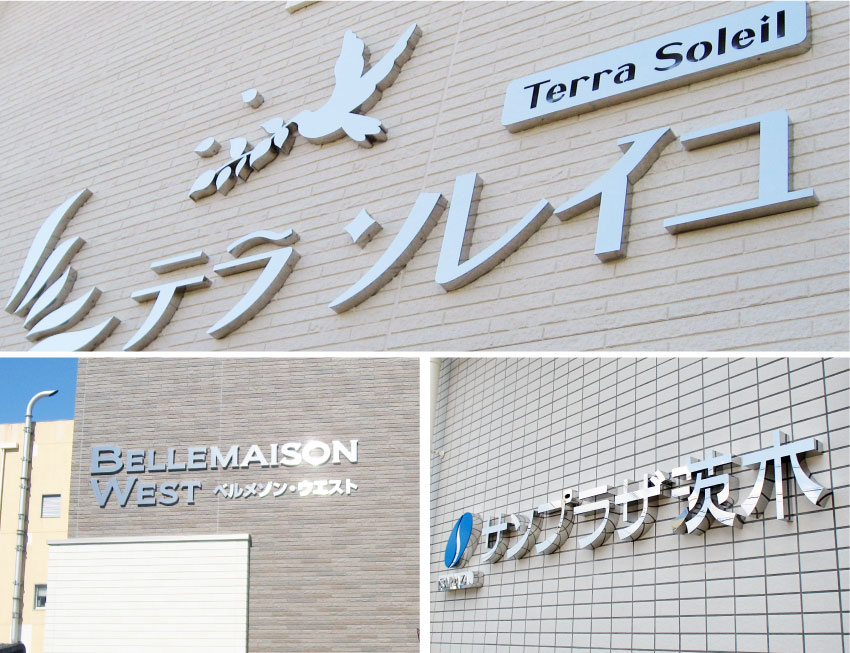 Terra Soleil
テラソレイユ
BELLEMAISON
WEST ベルメゾン・ウエスト
サンプラザ茨木